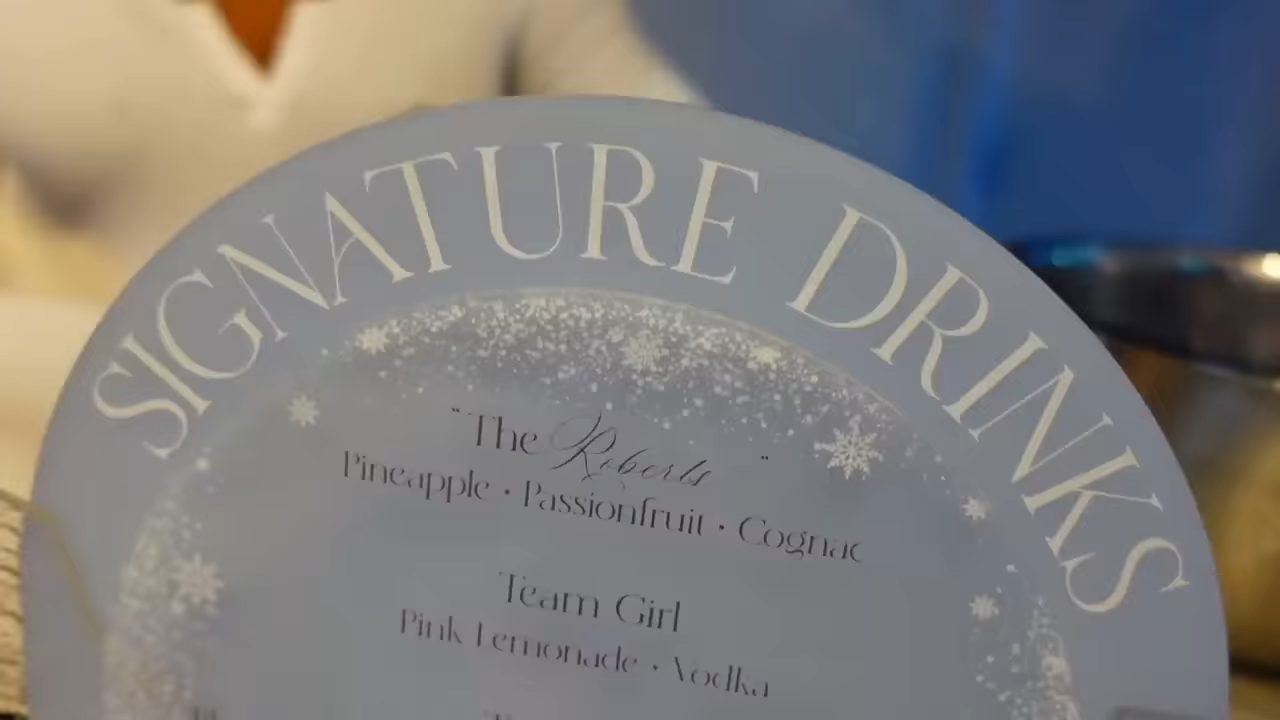 SIGNATURE DRINKS
"The Roberts"
Pineapple · Passionfruit · Cognac
Team Girl
Pink Lemonade · Vodka